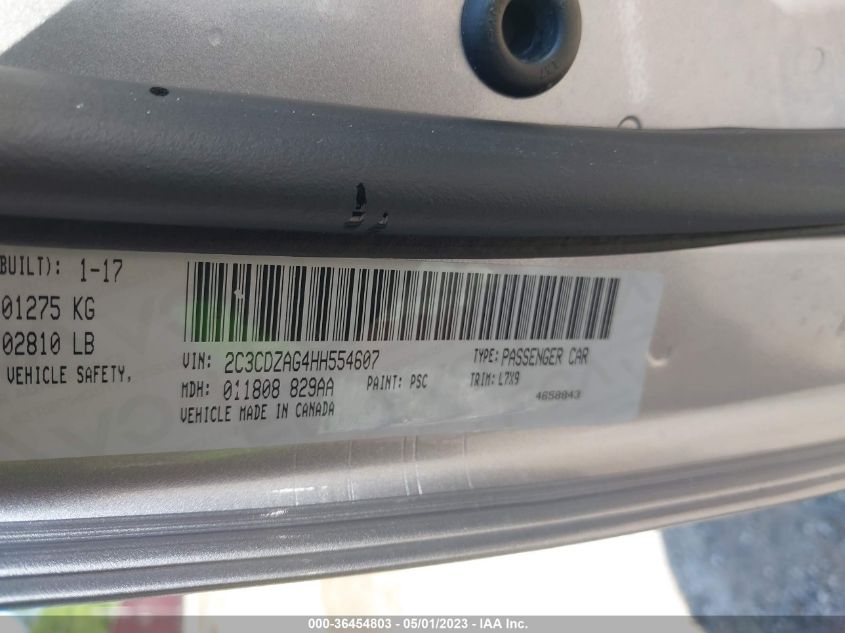 BUILT): 1-17
01275 KG
02810 LB
VEHICLE SAFETY,
VIN: 2C3CDZAG4HH554607
TYPE: PASSENGER CAR
MDH: 011808 829AA
PAINT: PSC
TRIM: L7X9
VEHICLE MADE IN CANADA
4658843
000-36454803 - 05/01/2023 - IAA Inc.